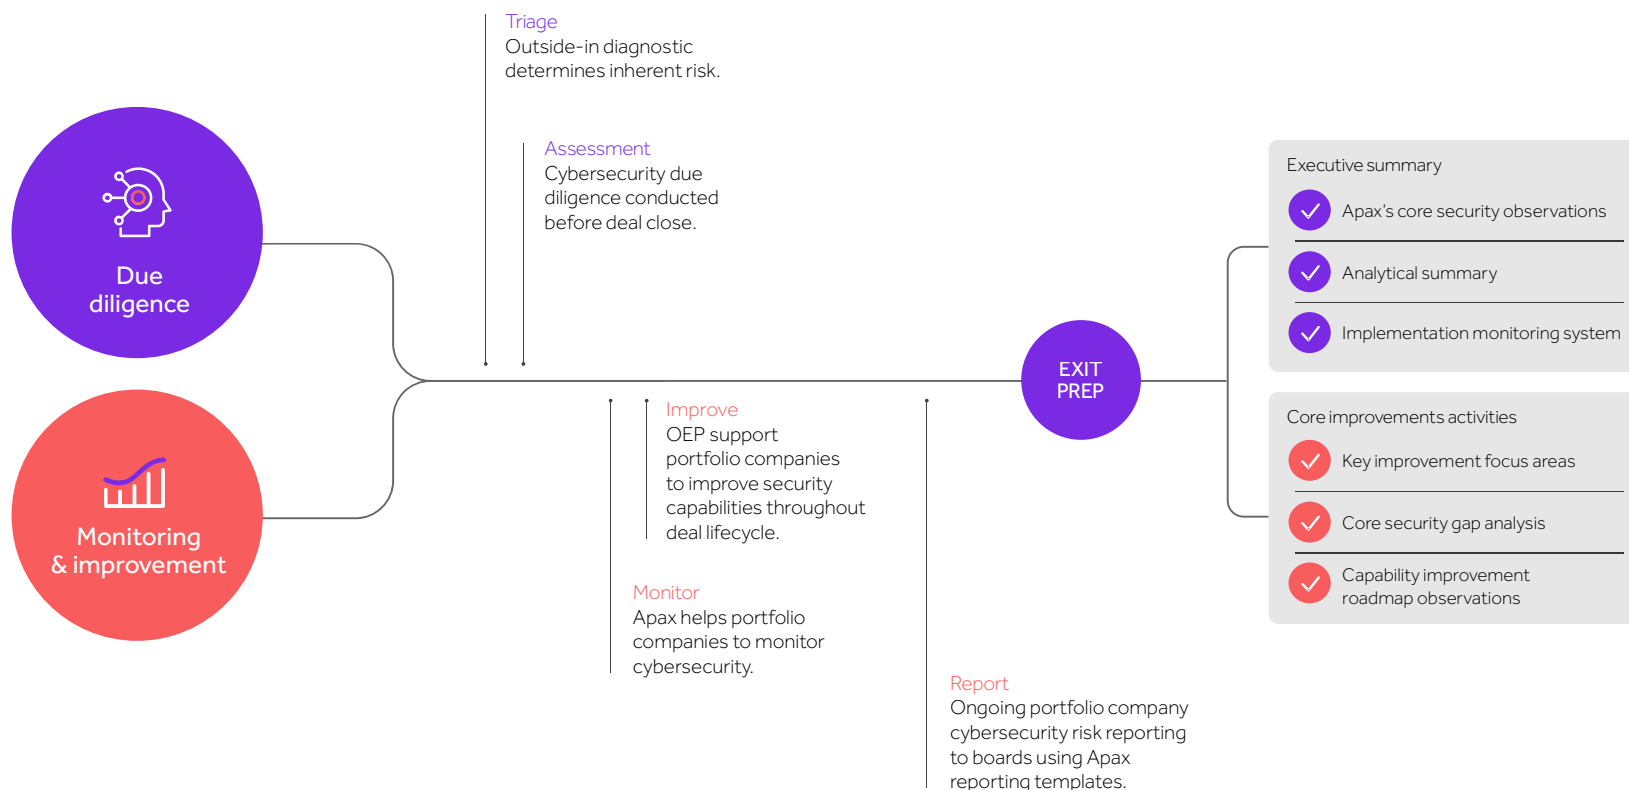 Triage
Outside-in diagnostic
determines inherent risk.
Assessment
Cybersecurity due
diligence conducted
before deal close.
Due
diligence
Monitoring
& improvement
Improve
OEP support
portfolio companies
to improve security
capabilities throughout
deal lifecycle.
Monitor
Apax helps portfolio
companies to monitor
cybersecurity.
Report
Ongoing portfolio company
cybersecurity risk reporting
to boards using Apax
reporting templates.
EXIT
PREP
Executive summary
Apax's core security observations
Analytical summary
Implementation monitoring system
Core improvements activities
Key improvement focus areas
Core security gap analysis
Capability improvement
roadmap observations